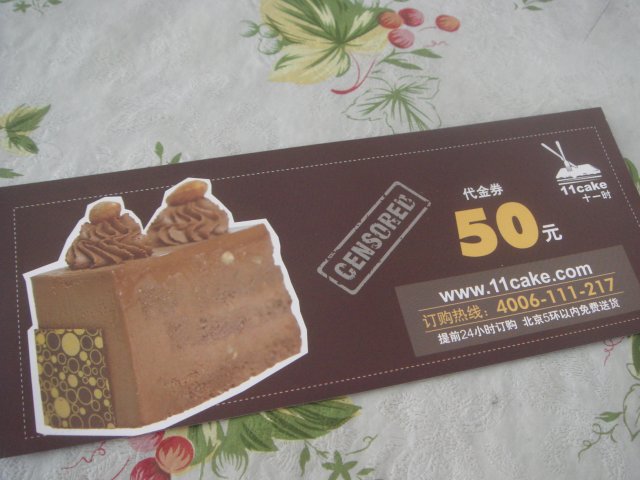 11cake
十一时
代金券
50元
CENSORED
www.11cake.com
订购热线：4006-111-217
提前24小时订购 北京5环以内免费送货